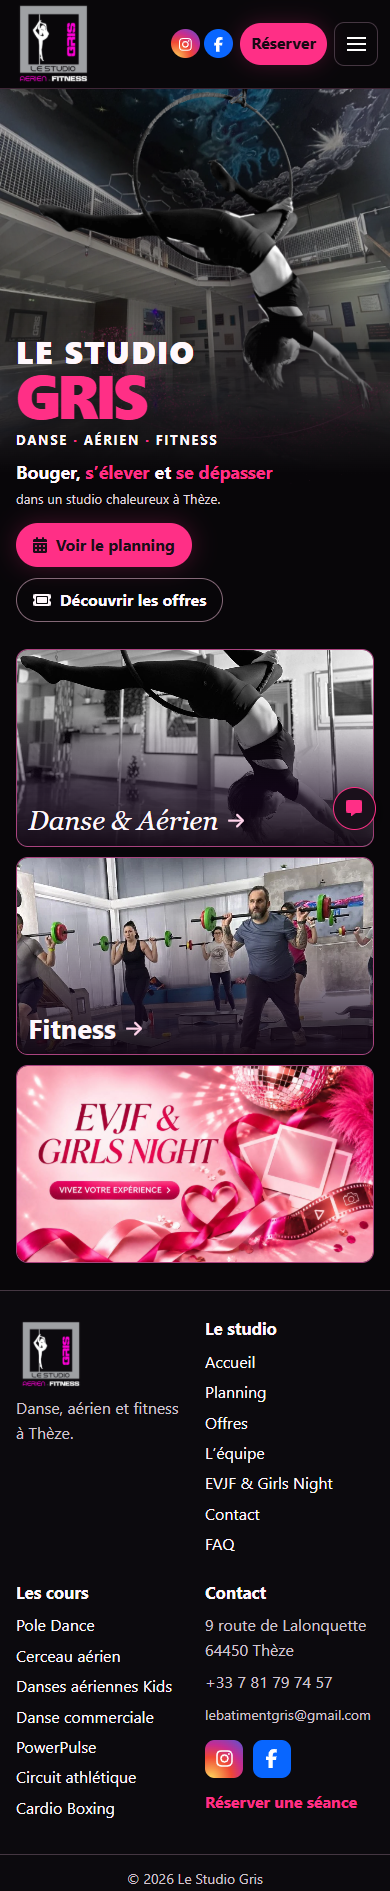 GRIS
LE STUDIO
AÉRIEN . FITNESS
Réserver
LE STUDIO
GRIS
DANSE · AÉRIEN · FITNESS
Bouger, s’élever et se dépasser
dans un studio chaleureux à Thèze.
Voir le planning
Découvrir les offres
Danse & Aérien →
Fitness →
EVJF &
GIRLS NIGHT
VIVEZ VOTRE EXPÉRIENCE >
GRIS
LE STUDIO
AÉRIEN . FITNESS
Danse, aérien et fitness
à Thèze.
Le studio
Accueil
Planning
Offres
L’équipe
EVJF & Girls Night
Contact
FAQ
Les cours
Pole Dance
Cerceau aérien
Danses aériennes Kids
Danse commerciale
PowerPulse
Circuit athlétique
Cardio Boxing
Contact
9 route de Lalonquette
64450 Thèze
+33 7 81 79 74 57
lebatimentgris@gmail.com
Réserver une séance
© 2026 Le Studio Gris